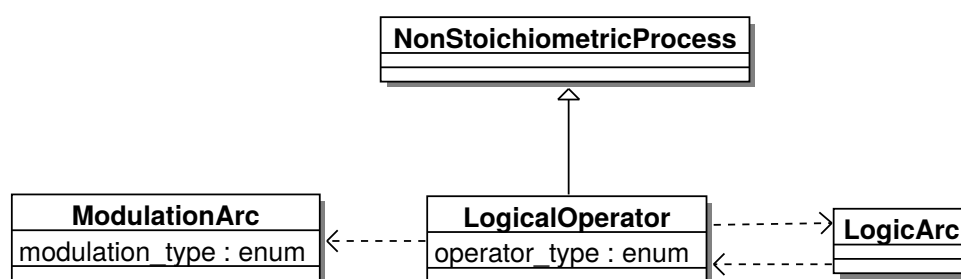 NonStoichiometricProcess
ModulationArc
modulation_type : enum
LogicalOperator
operator_type : enum
LogicArc